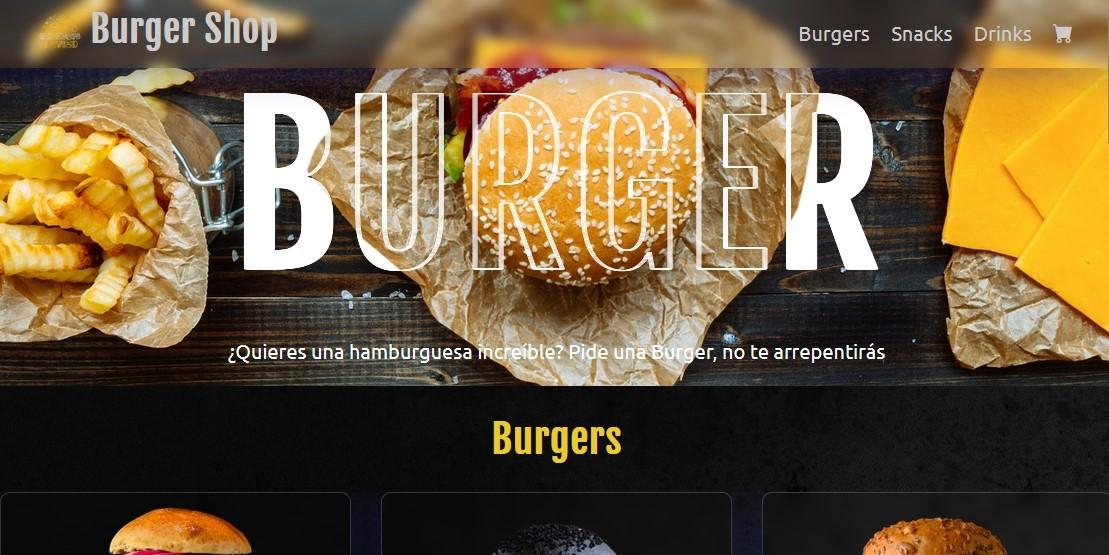 Burger Shop
Burgers Snacks Drinks
BURGER
¿Quieres una hamburguesa increíble? Pide una Burger, no te arrepentirás
Burgers